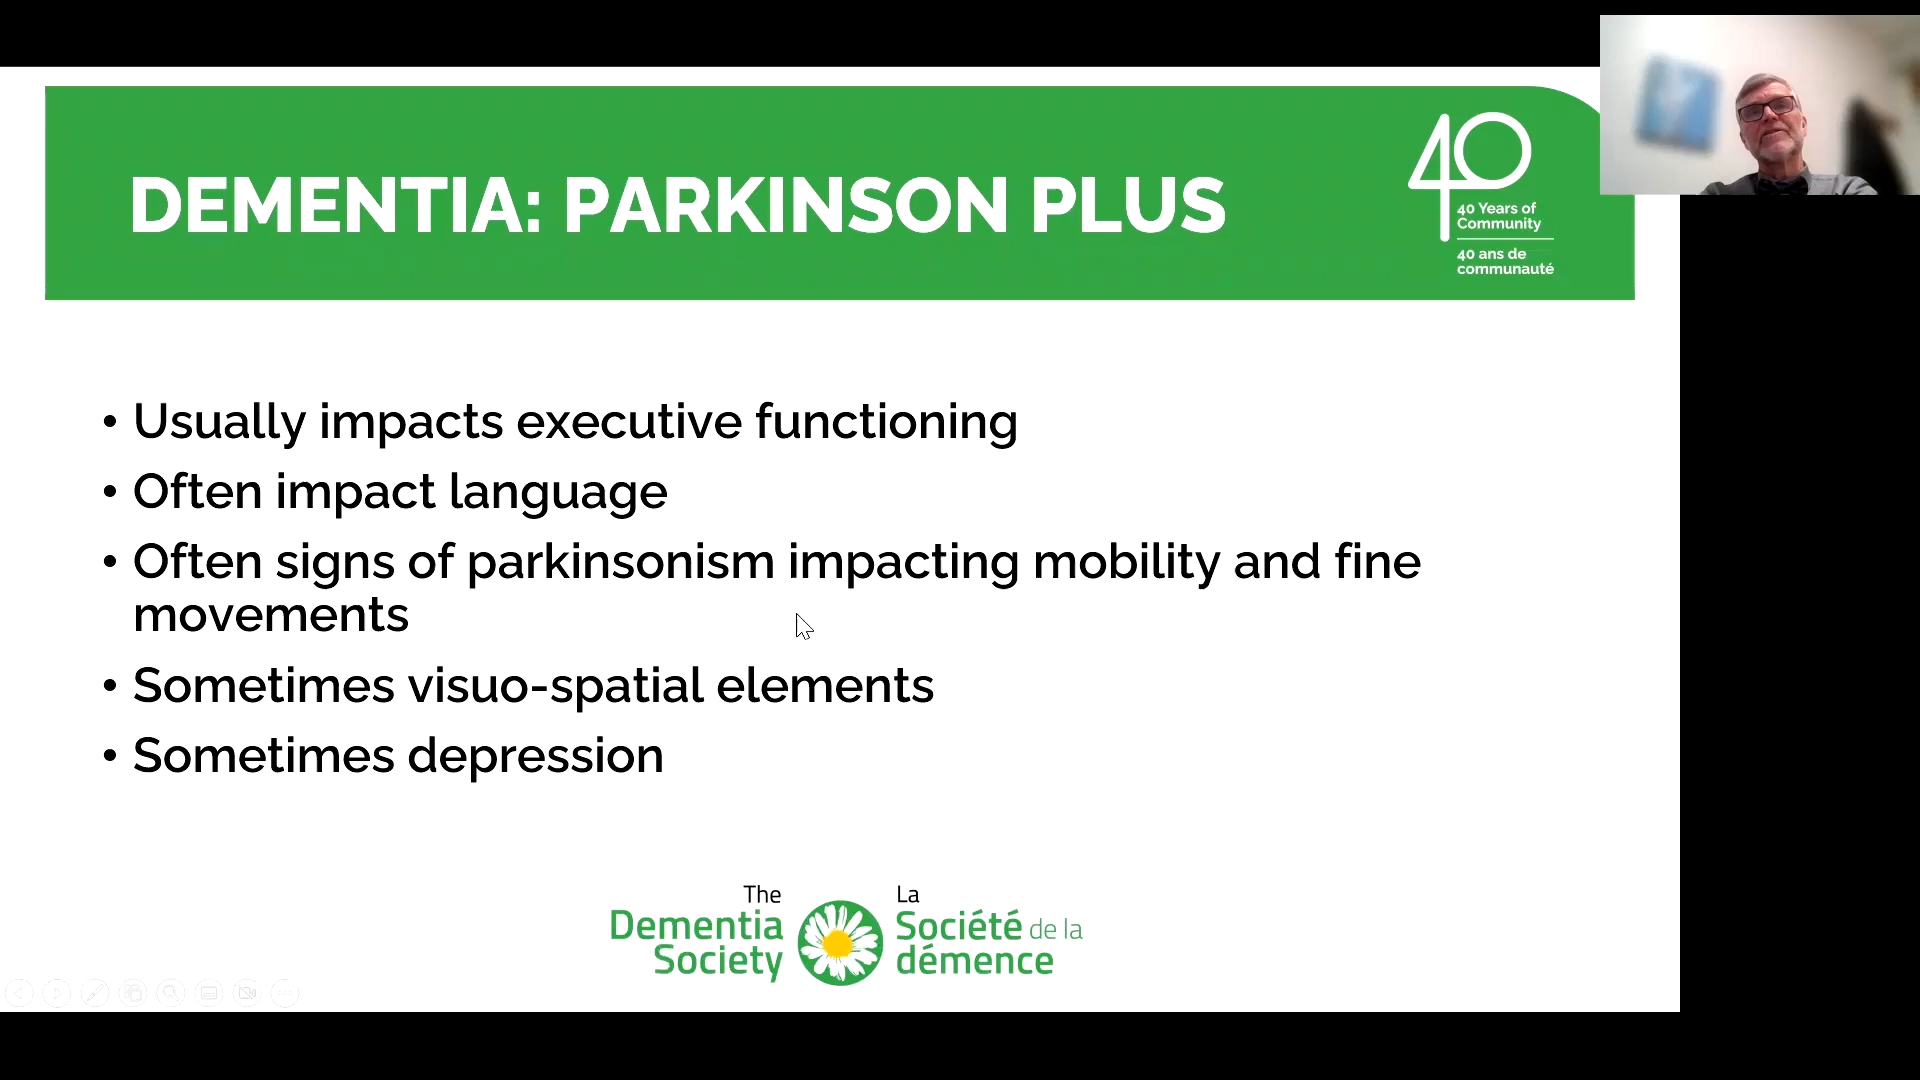 DEMENTIA: PARKINSON PLUS
40
40 Years of
Community
40 ans de
communauté
• Usually impacts executive functioning
• Often impact language
• Often signs of parkinsonism impacting mobility and fine
movements
• Sometimes visuo-spatial elements
• Sometimes depression
The
Dementia
Society
La
Société de la
démence